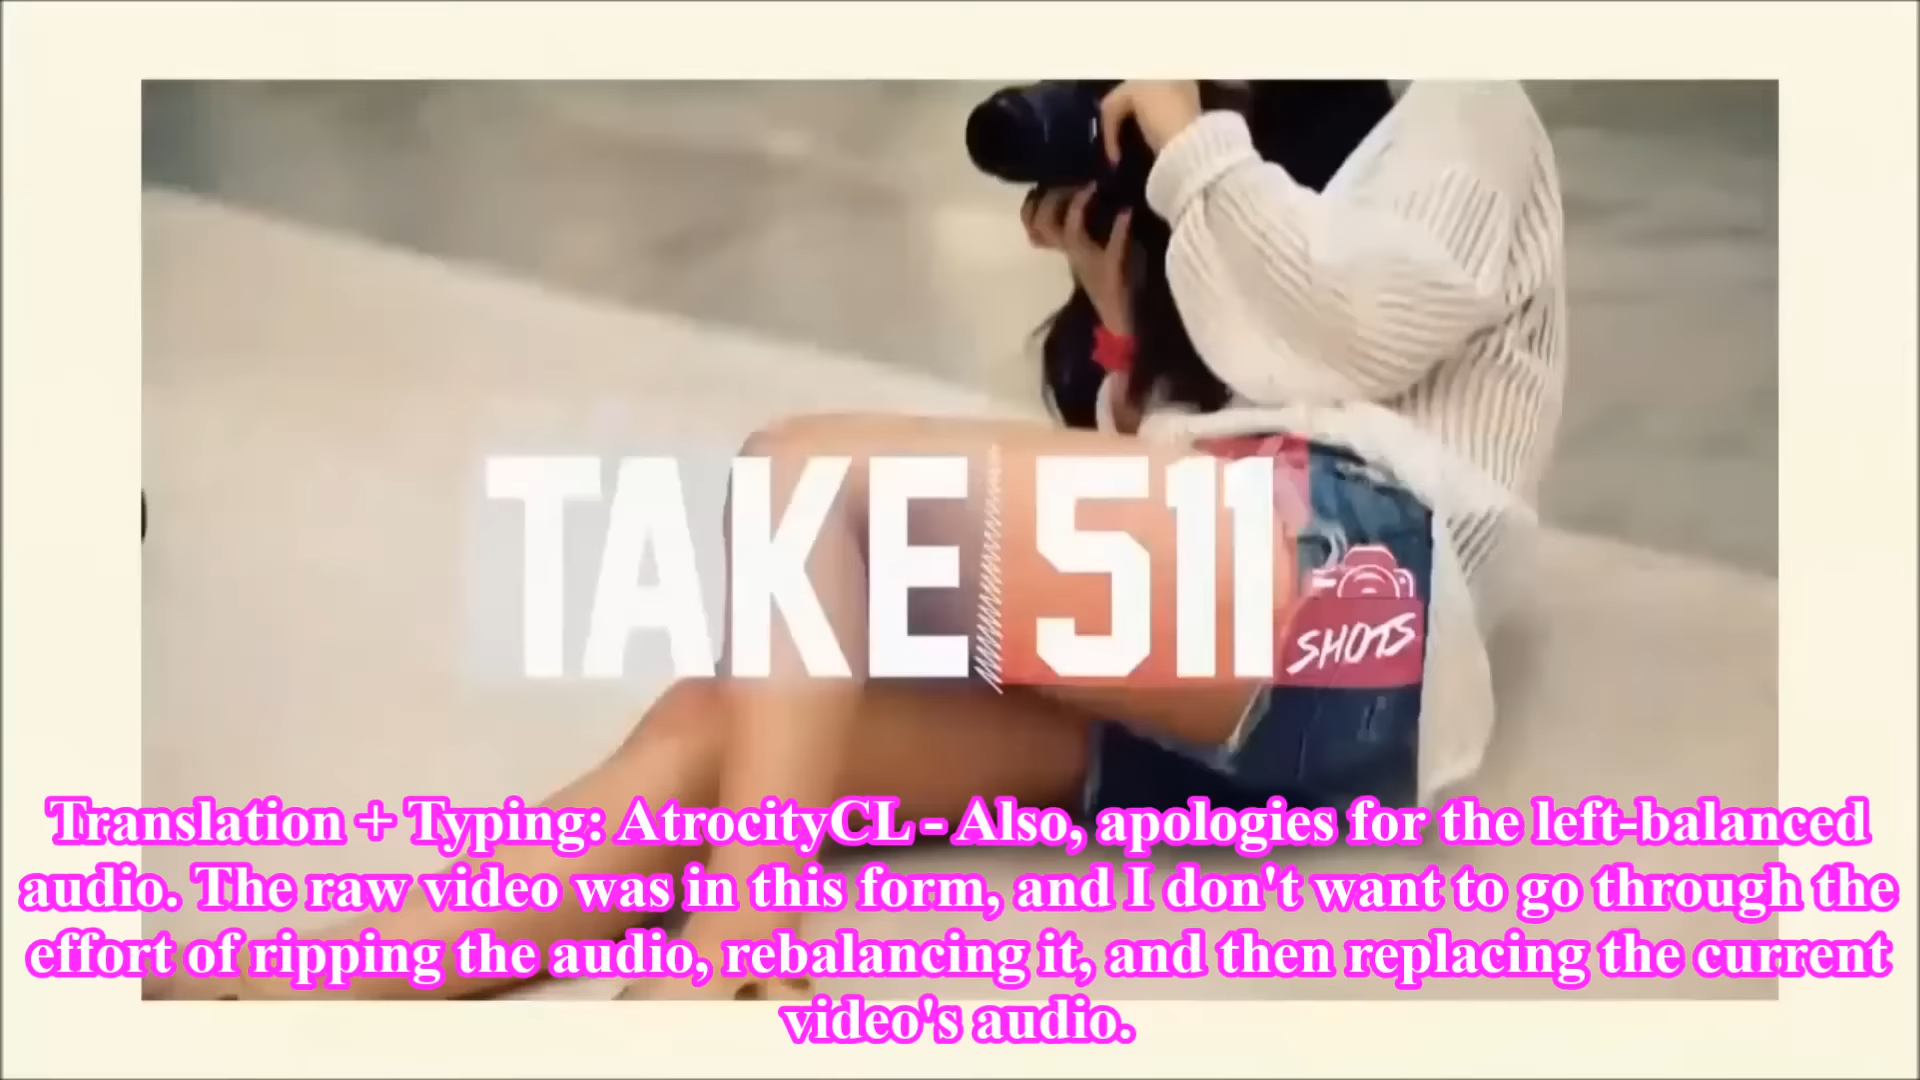 TAKE 511
SHOTS
Translation + Typing: AtrocityCL - Also, apologies for the left-balanced
audio. The raw video was in this form, and I don't want to go through the
effort of ripping the audio, rebalancing it, and then replacing the current
video's audio.